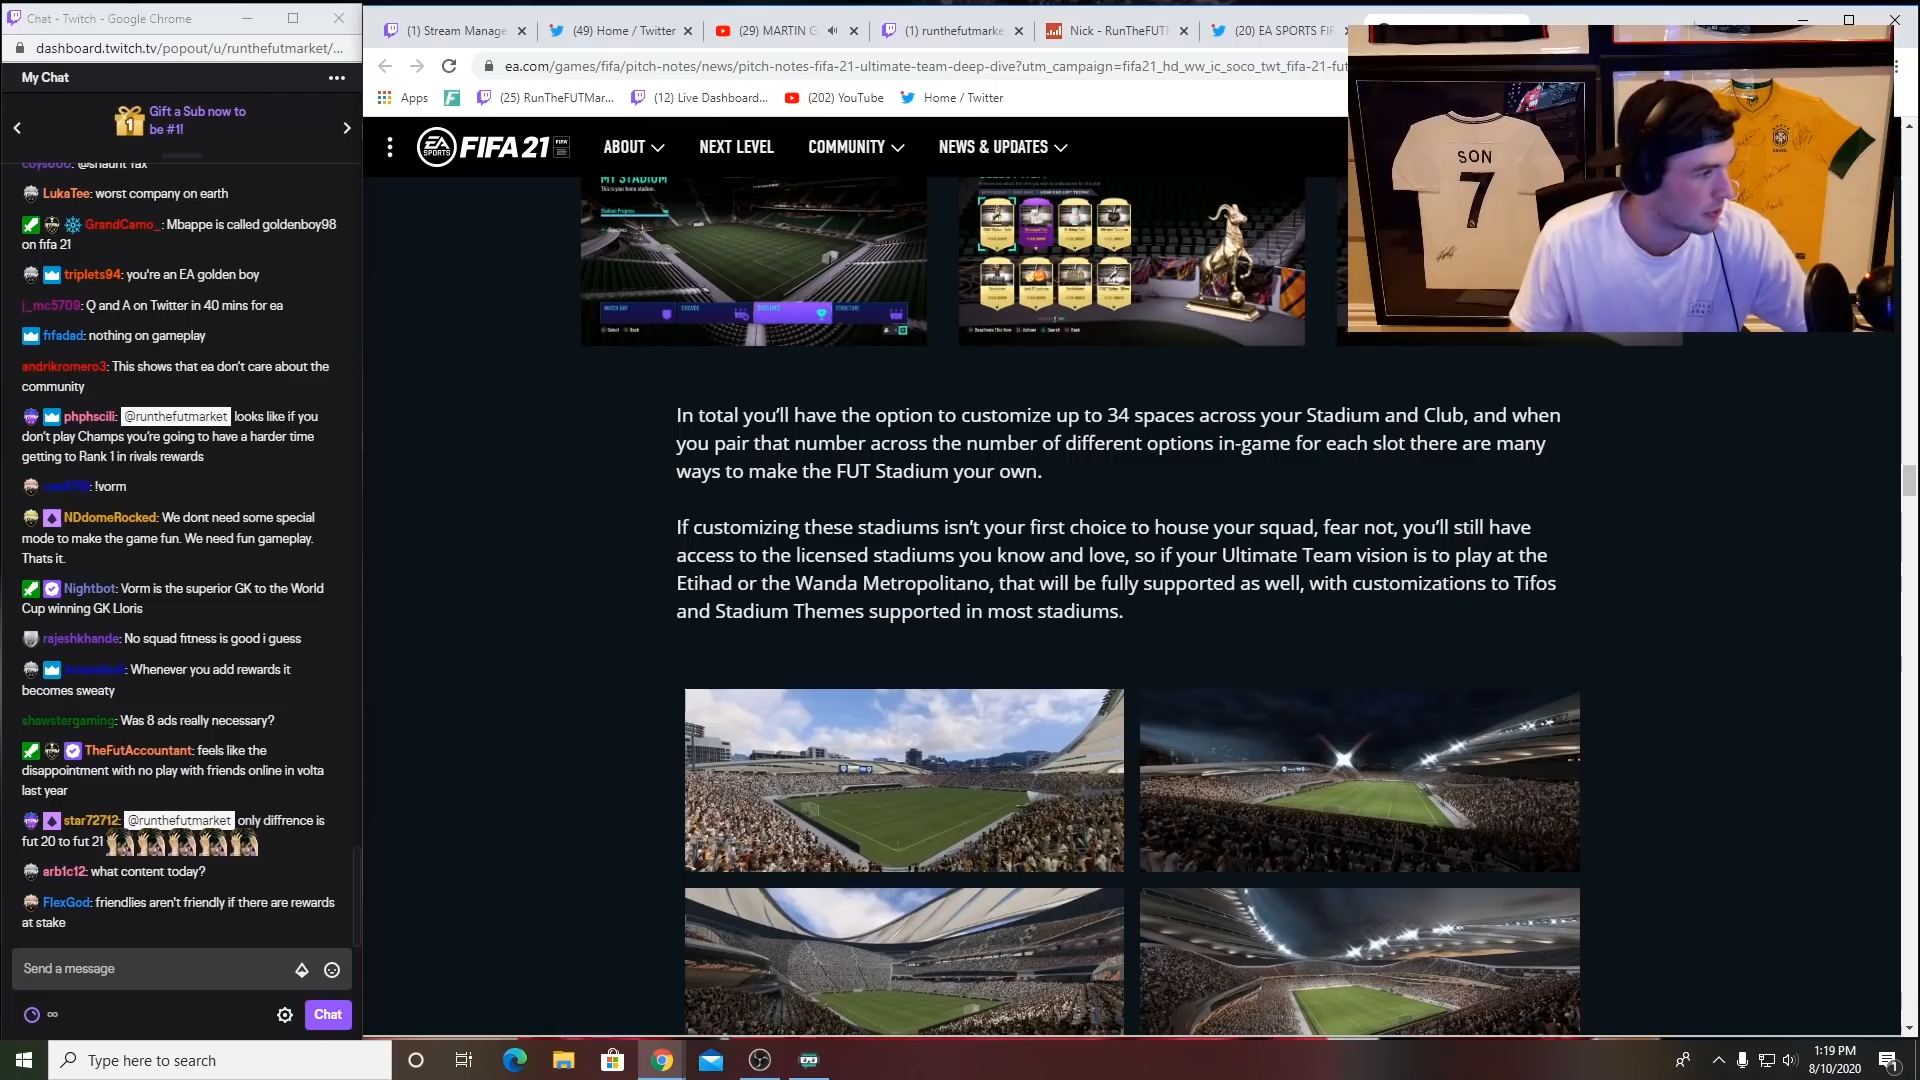 Chat - Twitch - Google Chrome
dashboard.twitch.tv/popout/u/runthefutmarket/...
My Chat
Gift a Sub now to
be #1!
LukaTee: worst company on earth
GrandCamo_: Mbappe is called goldenboy98
on fifa 21
triplets94: you're an EA golden boy
j_mc5709: Q and A on Twitter in 40 mins for ea
frfadad: nothing on gameplay
andrikromero3: This shows that ea don't care about the
community
phphscili: @runthefutmarket looks like if you
don't play Champs you're going to have a harder time
getting to Rank 1 in rivals rewards
: !vorm
NDdomeRocked: We dont need some special
mode to make the game fun. We need fun gameplay.
Thats it.
Nightbot: Vorm is the superior GK to the World
Cup winning GK Lloris
rajeshkhande: No squad fitness is good i guess
: Whenever you add rewards it
becomes sweaty
shawstergaming: Was 8 ads really necessary?
TheFutAccountant: feels like the
disappointment with no play with friends online in volta
last year
star72712: @runthefutmarket only diffrence is
fut 20 to fut 21
arb1c12: what content today?
FlexGod: friendlies aren't friendly if there are rewards
at stake
Send a message
Chat
(1) Stream Manage
(49) Home / Twitter
(29) MARTIN G
(1) runthefutmarke
Nick - RunTheFUT
(20) EA SPORTS FIF
ea.com/games/fifa/pitch-notes/news/pitch-notes-fifa-21-ultimate-team-deep-dive?utm_campaign=fifa21_hd_ww_ic_soco_twt_fifa-21-fut
Apps
(25) RunTheFUTMar...
(12) Live Dashboard...
(202) YouTube
Home / Twitter
EA SPORTS FIFA 21
ABOUT
NEXT LEVEL
COMMUNITY
NEWS & UPDATES
MY STADIUM
This is your home stadium.
Stadium Progress
MATCH DAY
CROWDS
SIDELINES
STRUCTURE
SON
7
In total you'll have the option to customize up to 34 spaces across your Stadium and Club, and when
you pair that number across the number of different options in-game for each slot there are many
ways to make the FUT Stadium your own.
If customizing these stadiums isn't your first choice to house your squad, fear not, you'll still have
access to the licensed stadiums you know and love, so if your Ultimate Team vision is to play at the
Etihad or the Wanda Metropolitano, that will be fully supported as well, with customizations to Tifos
and Stadium Themes supported in most stadiums.
Type here to search
1:19 PM
8/10/2020